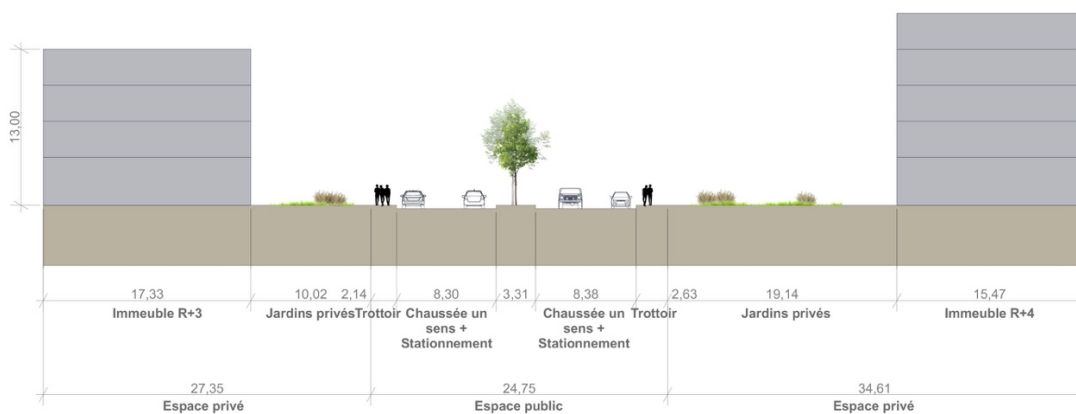 13,00
17,33 10,02 2,14 8,30 3,31 8,38 2,63 19,14 15,47
Immeuble R+3 Jardins privés Trottoir Chaussée un Chaussée un Trottoir Jardins privés Immeuble R+4
sens + sens +
Stationnement Stationnement
27,35 24,75 34,61
Espace privé Espace public Espace privé